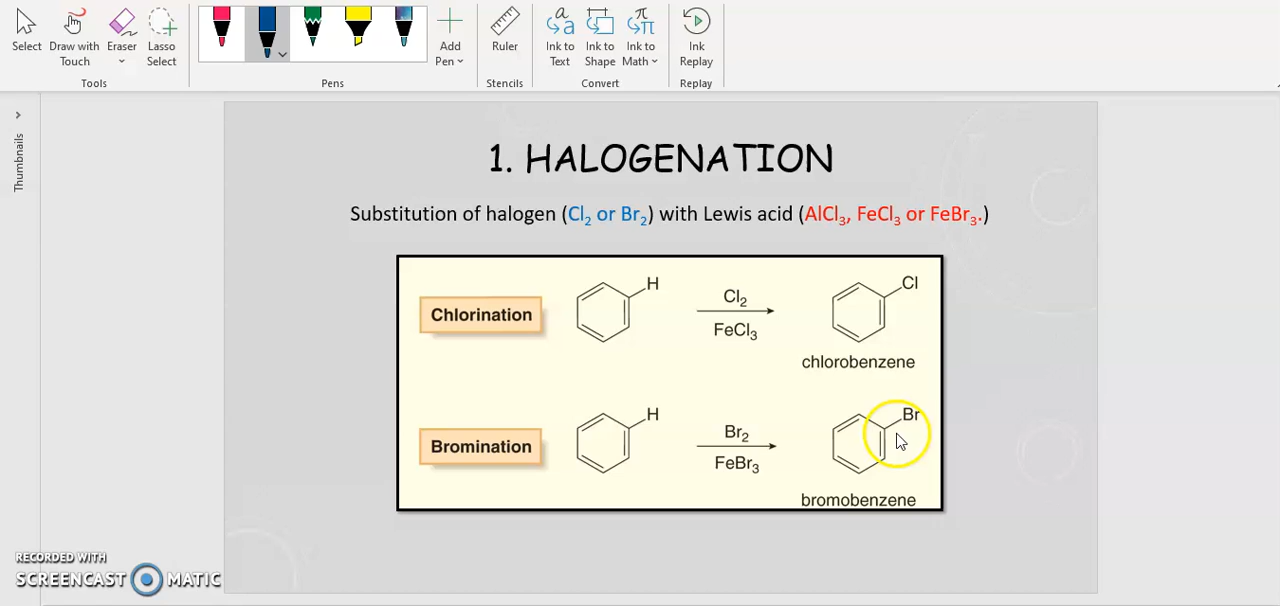 Select
Draw with
Touch
Eraser
Lasso
Select
Add
Pen
Ruler
Ink to
Text
Ink to
Shape
Ink to
Math
Ink
Replay
Tools
Pens
Stencils
Convert
Replay
Thumbnails
1. HALOGENATION
Substitution of halogen (Cl₂ or Br₂) with Lewis acid (AlCl₃, FeCl₃ or FeBr₃.)
Chlorination
H
Cl₂
FeCl₃
Cl
chlorobenzene
Bromination
H
Br₂
FeBr₃
Br
bromobenzene
RECORDED WITH
SCREENCAST MATIC